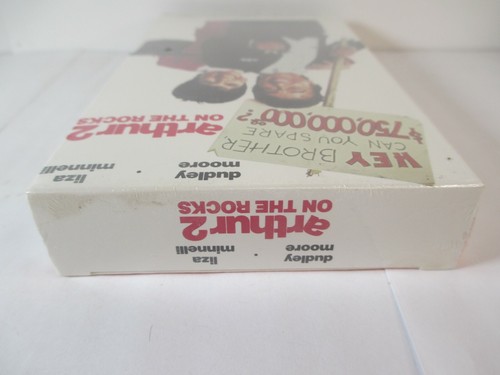 dudley moore
liza minnelli
arthur 2
ON THE ROCKS
dudley moore
liza minnelli
arthur 2
ON THE ROCKS
HEY BROTHER
CAN YOU SPARE
$750,000,000.00?